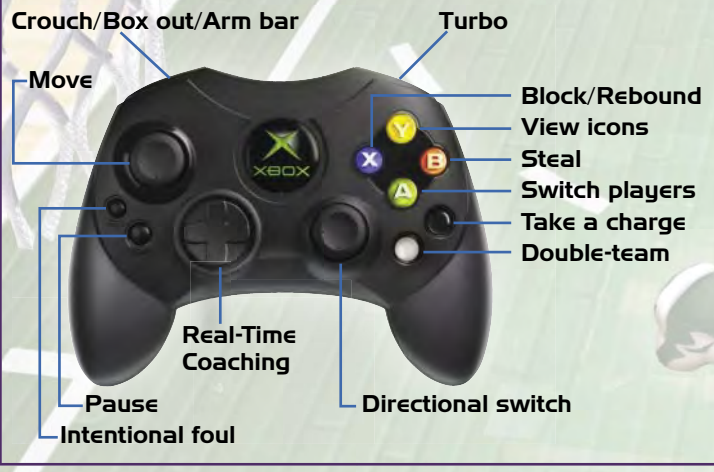 Crouch/Box out/Arm bar
Turbo
Move
Block/Rebound
View icons
Steal
Switch players
Take a charge
Double-team
Y
X
B
A
XBOX
Real-Time
Coaching
Pause
Directional switch
Intentional foul